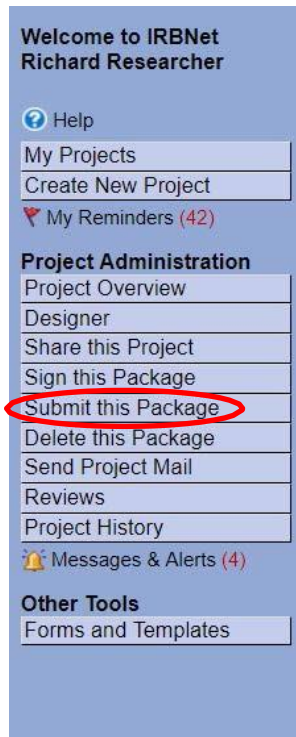 Welcome to IRBNet
Richard Researcher
Help
My Projects
Create New Project
My Reminders (42)
Project Administration
Project Overview
Designer
Share this Project
Sign this Package
Submit this Package
Delete this Package
Send Project Mail
Reviews
Project History
Messages & Alerts (4)
Other Tools
Forms and Templates